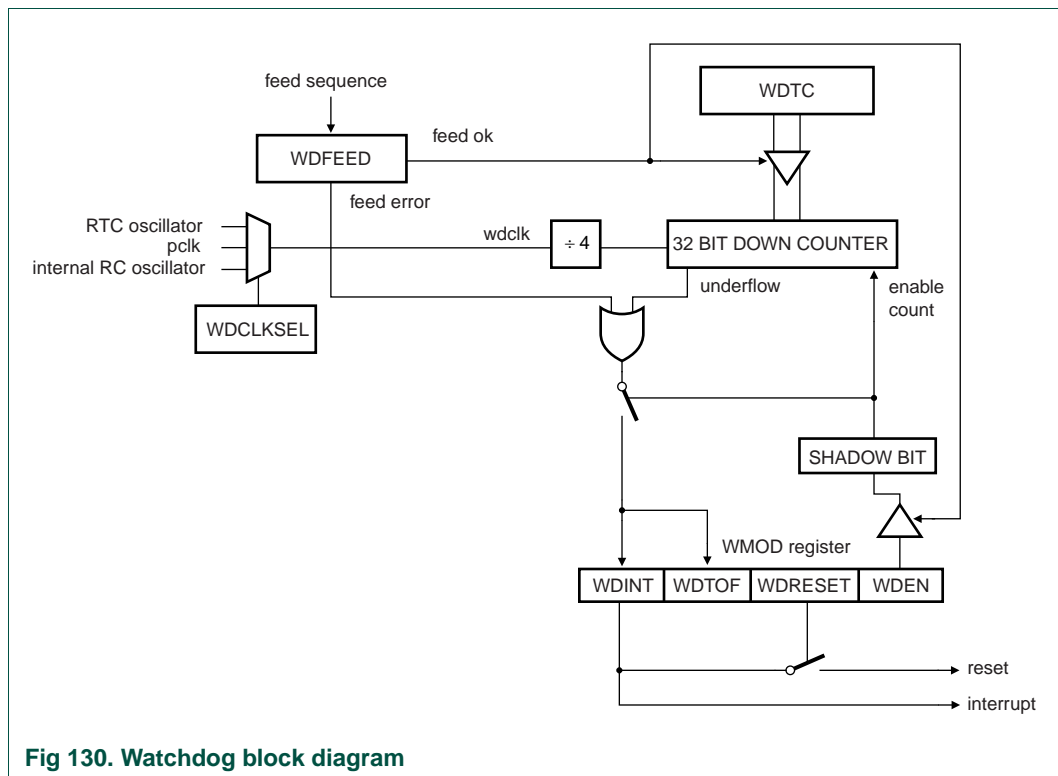 feed sequence
WDTC
feed ok
WDFEED
feed error
RTC oscillator
pclk
internal RC oscillator
wdclk
÷ 4
32 BIT DOWN COUNTER
underflow
enable
count
WDCLKSEL
SHADOW BIT
WMOD register
WDINT
WDTOF
WDRESET
WDEN
reset
interrupt
Fig 130. Watchdog block diagram